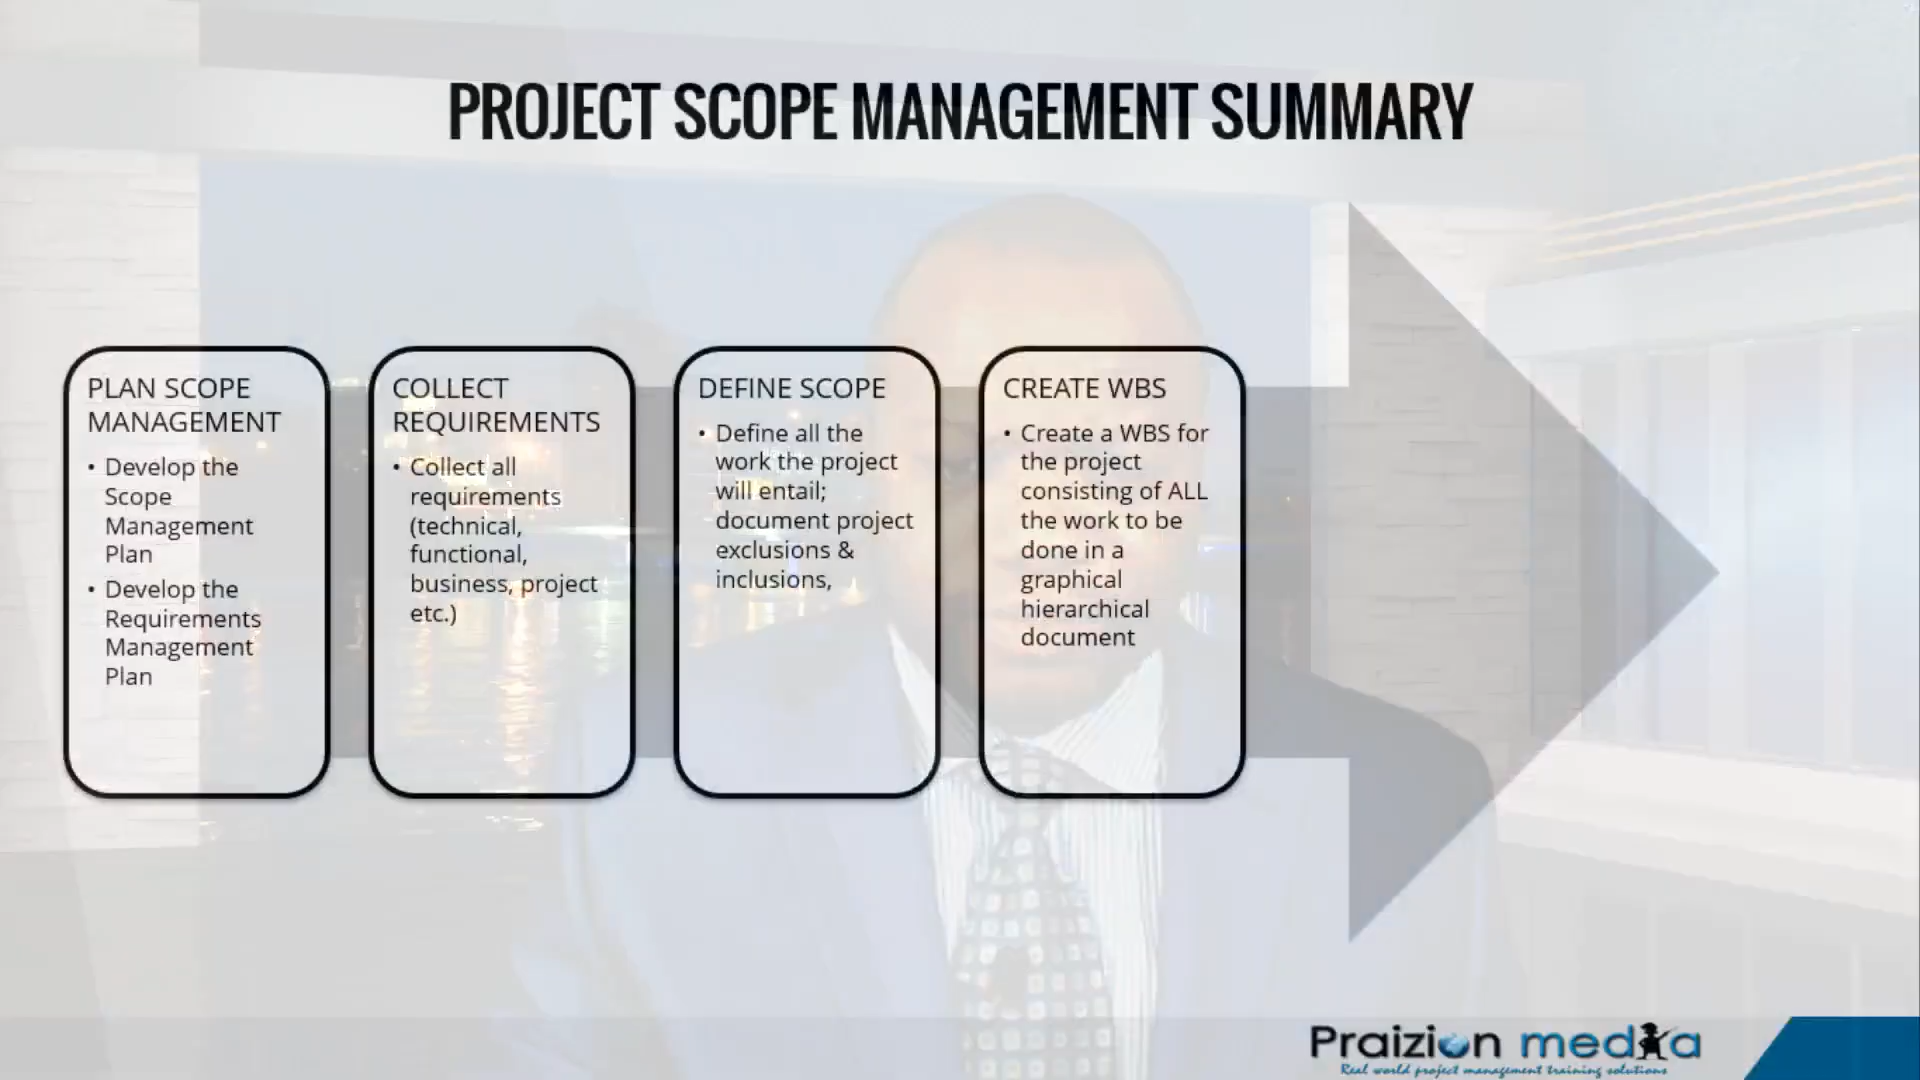 PROJECT SCOPE MANAGEMENT SUMMARY
PLAN SCOPE
MANAGEMENT
• Develop the
Scope
Management
Plan
• Develop the
Requirements
Management
Plan
COLLECT
REQUIREMENTS
• Collect all
requirements
(technical,
functional,
business, project
etc.)
DEFINE SCOPE
• Define all the
work the project
will entail;
document project
exclusions &
inclusions,
CREATE WBS
• Create a WBS for
the project
consisting of ALL
the work to be
done in a
graphical
hierarchical
document
Praizion media
Real world project management training solutions